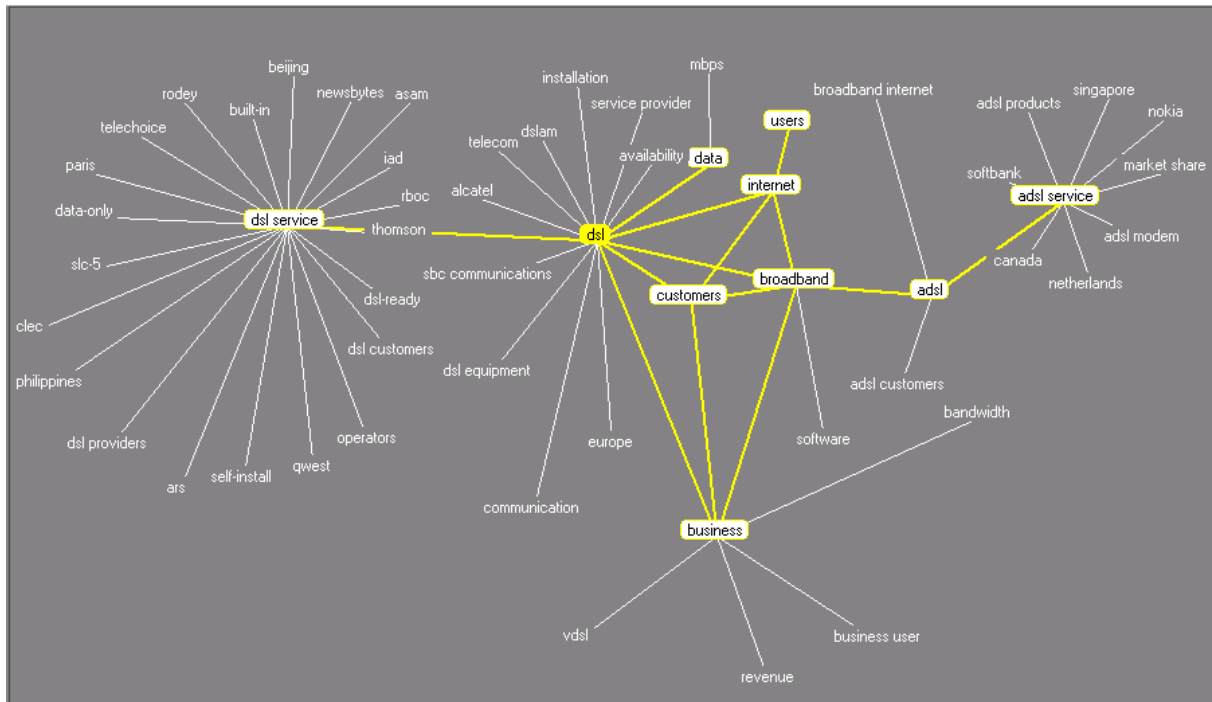 beijing
rodey
newsbytes
asam
built-in
telechoice
paris
iad
rboc
data-only
dsl service
thomson
slc-5
dsl-ready
clec
dsl customers
philippines
dsl providers
operators
ars
self-install
qwest
mbps
installation
service provider
dslam
telecom
availability
data
users
internet
alcatel
dsl
sbc communications
customers
broadband
dsl equipment
europe
communication
software
business
vdsl
revenue
business user
bandwidth
broadband internet
adsl
adsl customers
singapore
adsl products
nokia
softbank
market share
adsl service
adsl modem
canada
netherlands